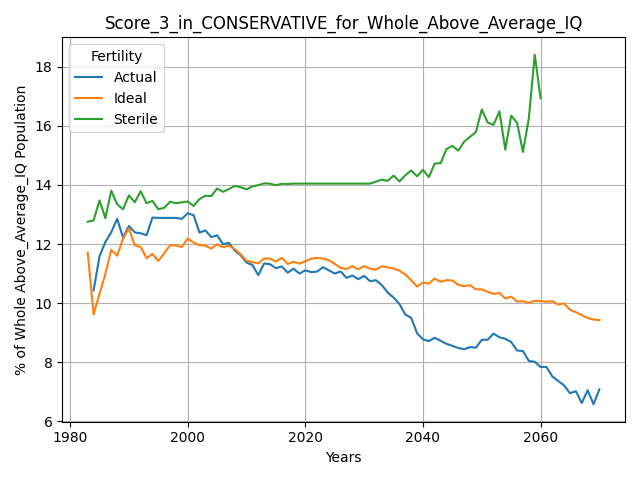 Score_3_in_CONSERVATIVE_for_Whole_Above_Average_IQ
Fertility
Actual
Ideal
Sterile
% of Whole Above_Average_IQ Population
18
16
14
12
10
8
6
1980
2000
2020
2040
2060
Years